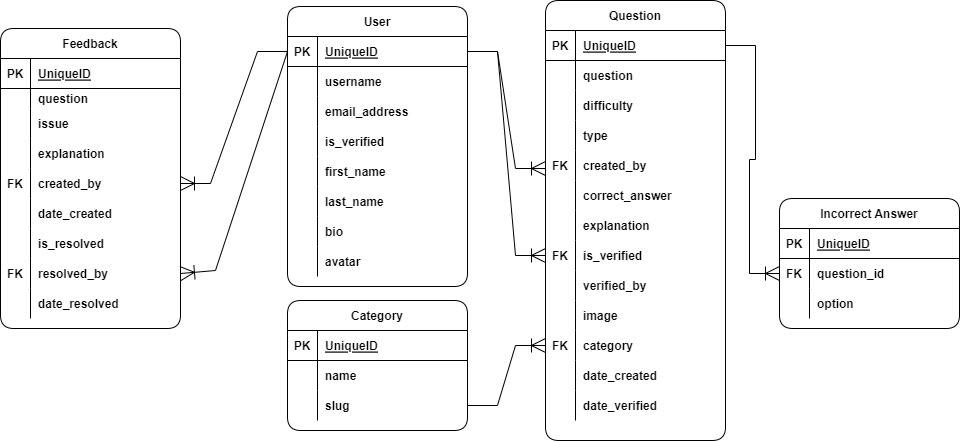 Feedback
PK UniqueID
question
issue
explanation
FK created_by
date_created
is_resolved
FK resolved_by
date_resolved
User
PK UniqueID
username
email_address
is_verified
first_name
last_name
bio
avatar
Category
PK UniqueID
name
slug
Question
PK UniqueID
question
difficulty
type
FK created_by
correct_answer
explanation
FK is_verified
verified_by
image
FK category
date_created
date_verified
Incorrect Answer
PK UniqueID
FK question_id
option